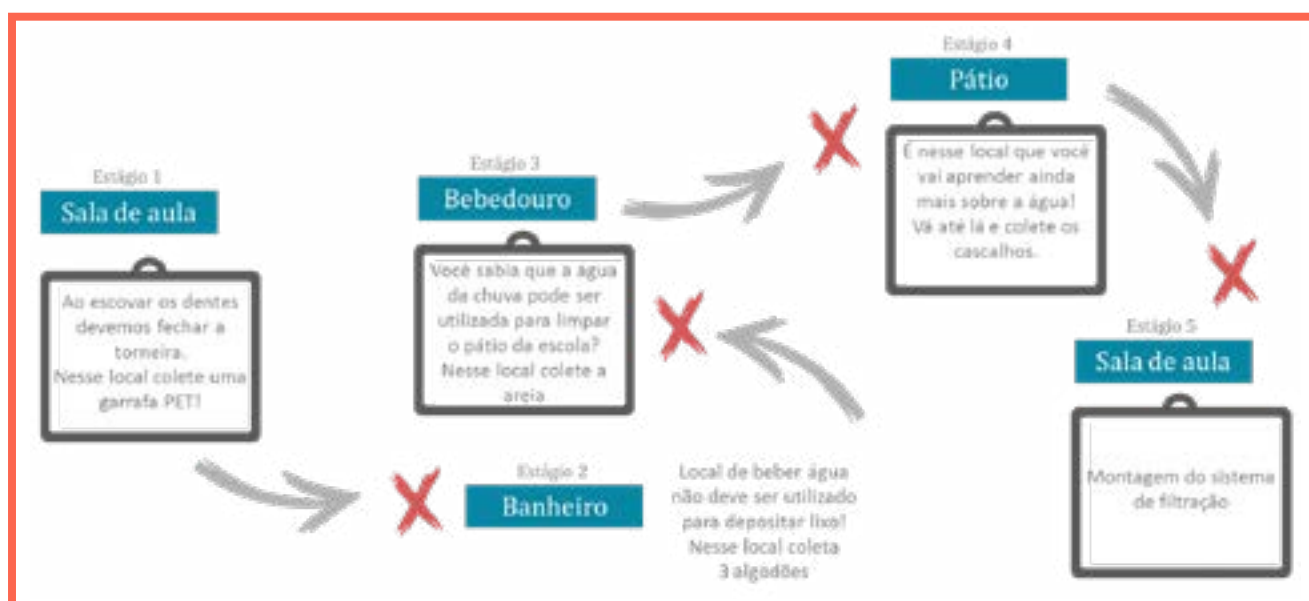 Estágio 1
Sala de aula
Ao escovar os dentes
devemos fechar a
torneira.
Nesse local colete uma
garrafa PET!
Estágio 2
Banheiro
Local de beber água
não deve ser utilizado
para depositar lixo!
Nesse local coleta
3 algodões
Estágio 3
Bebedouro
Você sabia que a água
da chuva pode ser
utilizada para limpar
o pátio da escola?
Nesse local colete a
areia
Estágio 4
Pátio
É nesse local que você
vai aprender ainda
mais sobre a água!
Vá até lá e colete os
cascalhos.
Estágio 5
Sala de aula
Montagem do sistema
de filtração